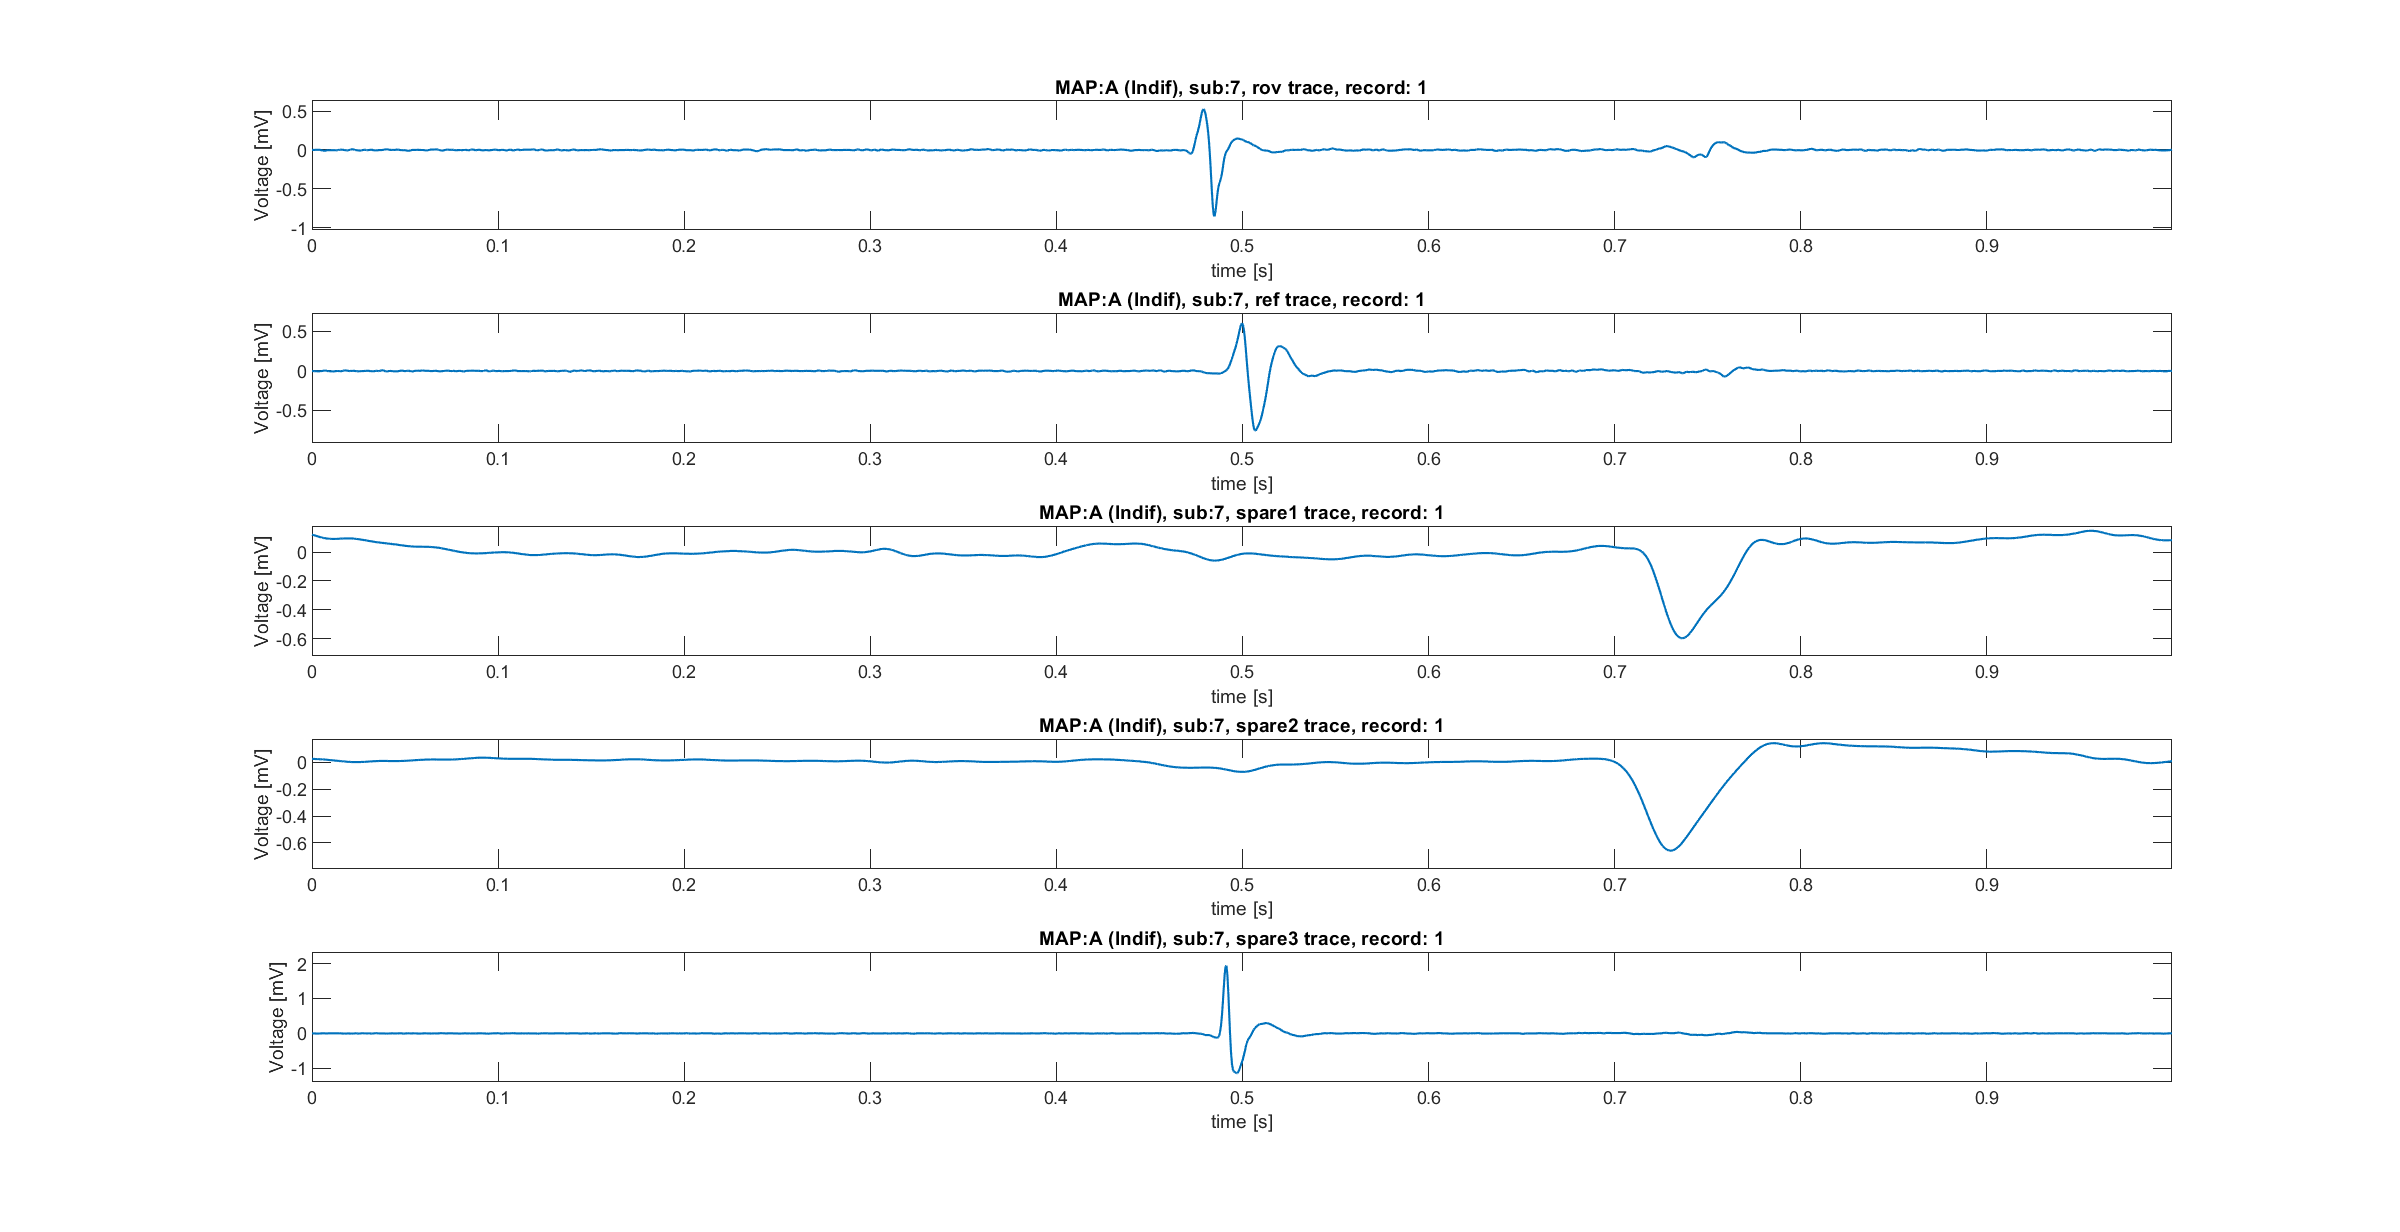 MAP:A (Indif), sub:7, rov trace, record: 1
0.5
0
-0.5
-1
Voltage [mV]
0 0.1 0.2 0.3 0.4 0.5 0.6 0.7 0.8 0.9
time [s]
MAP:A (Indif), sub:7, ref trace, record: 1
0.5
0
-0.5
Voltage [mV]
0 0.1 0.2 0.3 0.4 0.5 0.6 0.7 0.8 0.9
time [s]
MAP:A (Indif), sub:7, spare1 trace, record: 1
0
-0.2
-0.4
-0.6
Voltage [mV]
0 0.1 0.2 0.3 0.4 0.5 0.6 0.7 0.8 0.9
time [s]
MAP:A (Indif), sub:7, spare2 trace, record: 1
0
-0.2
-0.4
-0.6
Voltage [mV]
0 0.1 0.2 0.3 0.4 0.5 0.6 0.7 0.8 0.9
time [s]
MAP:A (Indif), sub:7, spare3 trace, record: 1
2
1
0
-1
Voltage [mV]
0 0.1 0.2 0.3 0.4 0.5 0.6 0.7 0.8 0.9
time [s]